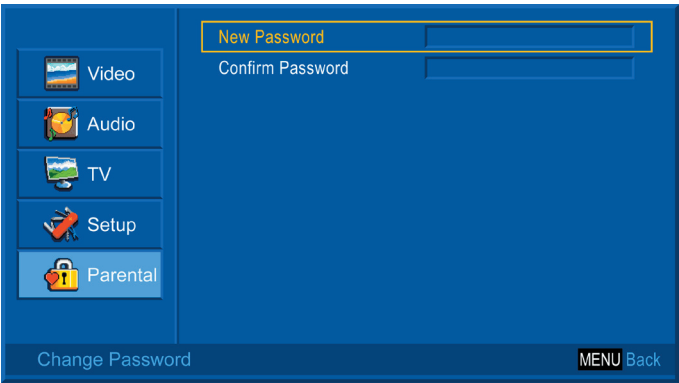 New Password
Confirm Password
Video
Audio
TV
Setup
Parental
Change Password
MENU Back